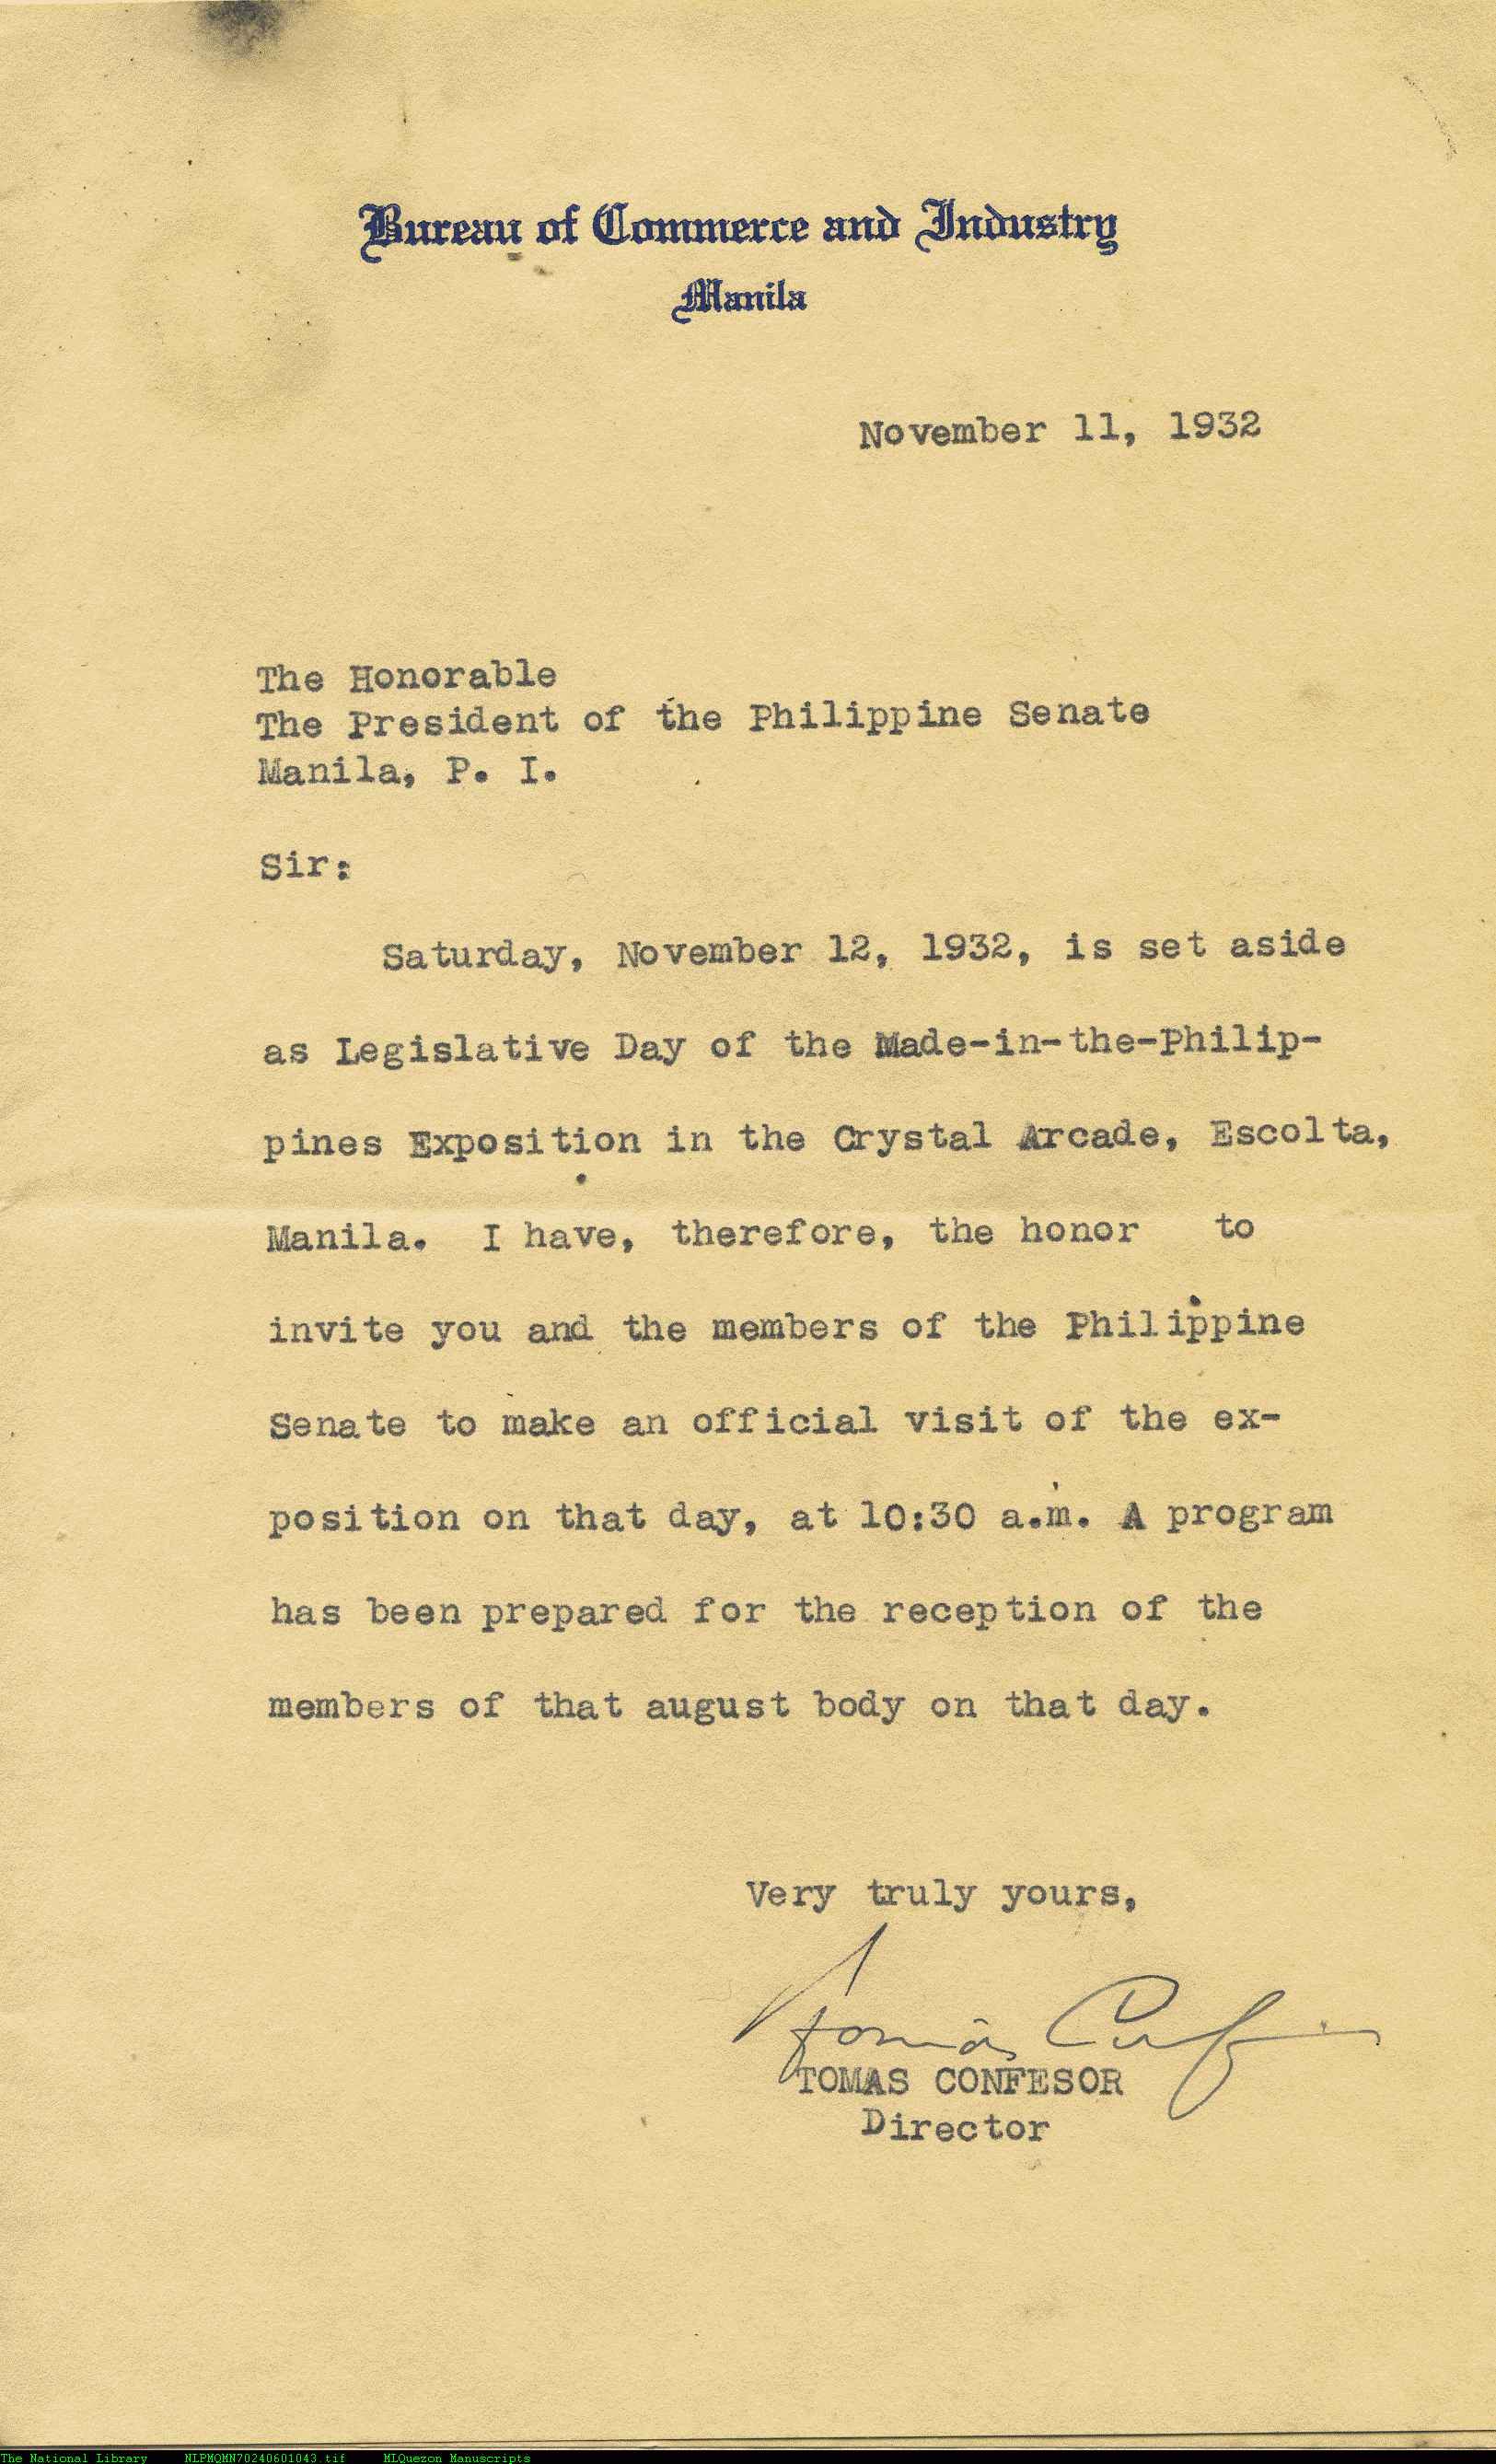 Bureau of Commerce and Industry
Manila
November 11, 1932
The Honorable
The President of the Philippine Senate
Manila, P. I.
Sir:
Saturday, November 12, 1932, is set aside
as Legislative Day of the Made-in-the-Philip-
pines Exposition in the Crystal Arcade, Escolta,
Manila. I have, therefore, the honor to
invite you and the members of the Philippine
Senate to make an official visit of the ex-
position on that day, at 10:30 a.m. A program
has been prepared for the reception of the
members of that august body on that day.
Very truly yours,
Tomas Confesor
TOMAS CONFESOR
Director
The National Library NLPMQMN70240601043.tif MLQuezon Manuscripts